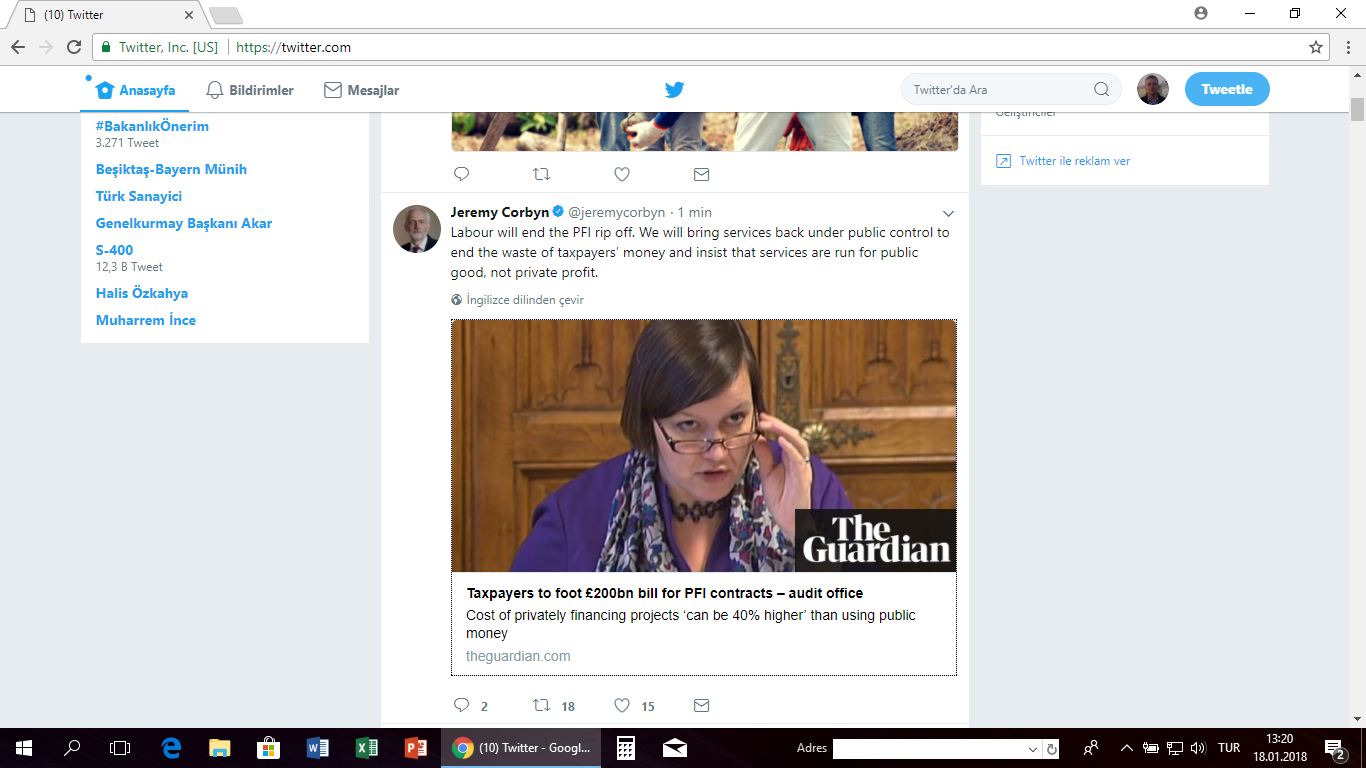 (10) Twitter
Twitter, Inc. [US] https://twitter.com
Anasayfa Bildirimler Mesajlar Twitter'da Ara Tweetle
#BakanlıkÖnerim
3.271 Tweet
Beşiktaş-Bayern Münih
Türk Sanayici
Genelkurmay Başkanı Akar
S-400
12,3 B Tweet
Halis Özkahya
Muharrem İnce
Geliştiriciler
Twitter ile reklam ver
Jeremy Corbyn @jeremycorbyn · 1 min
Labour will end the PFI rip off. We will bring services back under public control to
end the waste of taxpayers’ money and insist that services are run for public
good, not private profit.
İngilizce dilinden çevir
The
Guardian
Taxpayers to foot £200bn bill for PFI contracts – audit office
Cost of privately financing projects ‘can be 40% higher’ than using public
money
theguardian.com
2 18 15
(10) Twitter - Googl...
Adres
TUR
13:20
18.01.2018
2